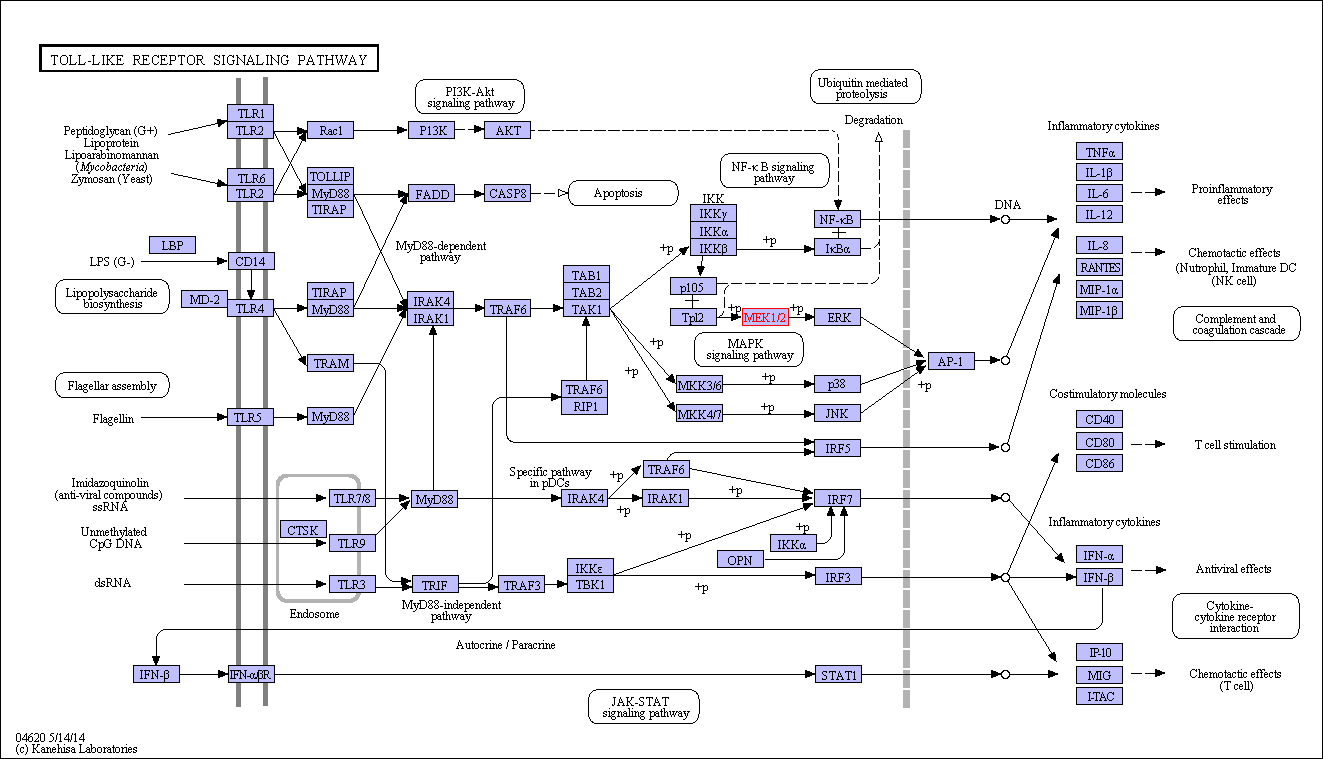 TOLL-LIKE RECEPTOR SIGNALING PATHWAY
PI3K-Akt
signaling pathway
Ubiquitin mediated
proteolysis
Degradation
Peptidoglycan (G+)
Lipoprotein
Lipoarabinomannan
(Mycobacteria)
Zymosan (Yeast)
TLR1
TLR2
TLR6
TLR2
Rac1
PI3K
AKT
TOLLIP
MyD88
TIRAP
FADD
CASP8
Apoptosis
NF-κB signaling
pathway
IKK
IKKγ
IKKα
IKKβ
+p
+p
NF-κB
+
IκBα
DNA
Inflammatory cytokines
TNFα
IL-1β
IL-6
IL-12
Proinflammatory
effects
IL-8
RANTES
MIP-1α
MIP-1β
Chemotactic effects
(Nutrophil, Immature DC
(NK cell)
Complement and
coagulation cascade
LBP
LPS (G-)
CD14
MyD88-dependent
pathway
Lipopolysaccharide
biosynthesis
MD-2
TLR4
TIRAP
MyD88
IRAK4
IRAK1
TRAF6
TAB1
TAB2
TAK1
p105
+
Tpl2
+p
MEK1/2
+p
ERK
MAPK
signaling pathway
+p
+p
TRAM
TRAF6
RIP1
MKK3/6
+p
p38
MKK4/7
+p
JNK
AP-1
+p
Flagellar assembly
Flagellin
TLR5
MyD88
IRF5
Costimulatory molecules
CD40
CD80
CD86
T cell stimulation
Imidazoquinolin
(anti-viral compounds)
ssRNA
TLR7/8
MyD88
Specific pathway
in pDCs
IRAK4
+p
+p
TRAF6
IRAK1
+p
IRF7
Unmethylated
CpG DNA
CTSK
TLR9
+p
+p
IKKα
OPN
Inflammatory cytokines
IFN-α
IFN-β
Antiviral effects
dsRNA
TLR3
Endosome
TRIF
MyD88-independent
pathway
TRAF3
IKKε
TBK1
+p
IRF3
Cytokine-
cytokine receptor
interaction
Autocrine / Paracrine
IFN-β
IFN-α/βR
STAT1
JAK-STAT
signaling pathway
IP-10
MIG
I-TAC
Chemotactic effects
(T cell)
04620 5/14/14
(c) Kanehisa Laboratories